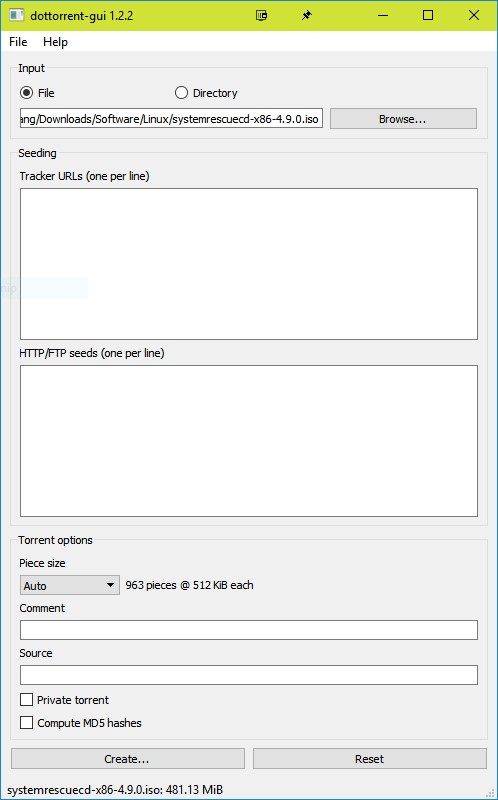 dottorrent-gui 1.2.2
File Help
Input
File Directory
ang/Downloads/Software/Linux/systemrescuecd-x86-4.9.0.iso Browse...
Seeding
Tracker URLs (one per line)
HTTP/FTP seeds (one per line)
Torrent options
Piece size
Auto 963 pieces @ 512 KiB each
Comment
Source
Private torrent
Compute MD5 hashes
Create... Reset
systemrescuecd-x86-4.9.0.iso: 481.13 MiB